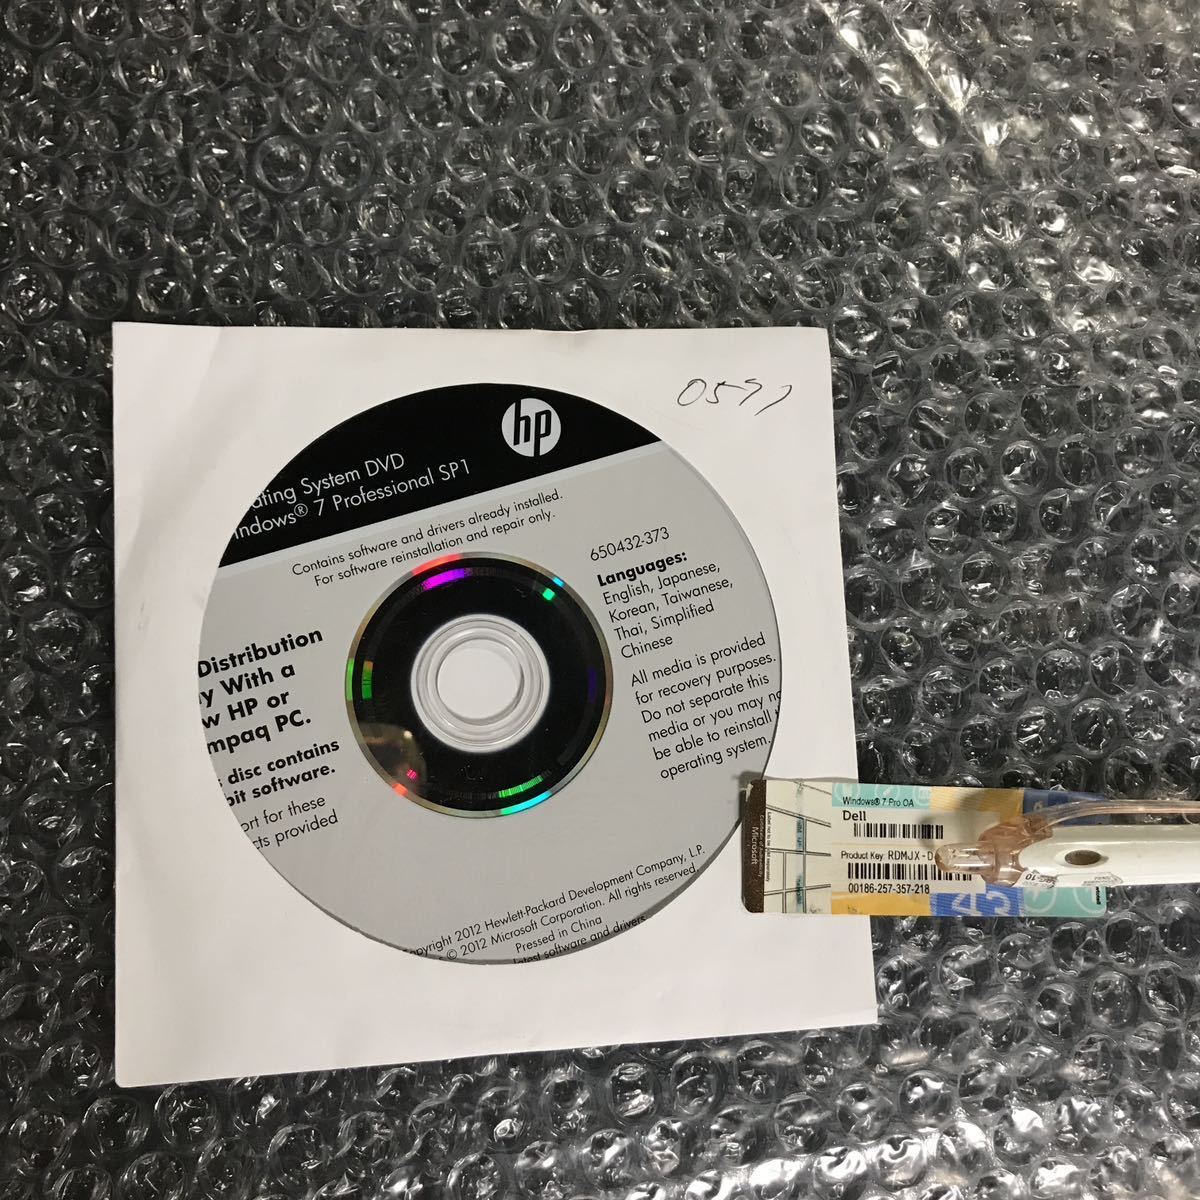 0571
hp
ating System DVD
indows® 7 Professional SP1
Contains software and drivers already installed.
For software reinstallation and repair only.
650432-373
Languages:
English, Japanese,
Korean, Taiwanese,
Thai, Simplified
Chinese
All media is provided
for recovery purposes.
Do not separate this
media or you may no
be able to reinstall
operating system.
Distribution
y With a
w HP or
mpaq PC.
disc contains
bit software.
ort for these
cts provided
opyright 2012 Hewlett-Packard Development Company, L.P.
© 2012 Microsoft Corporation. All rights reserved.
Pressed in China
latest software and drivers
Windows® 7 Pro OA
Dell
Product Key: RDMJX-D
00186-257-357-218
Microsoft